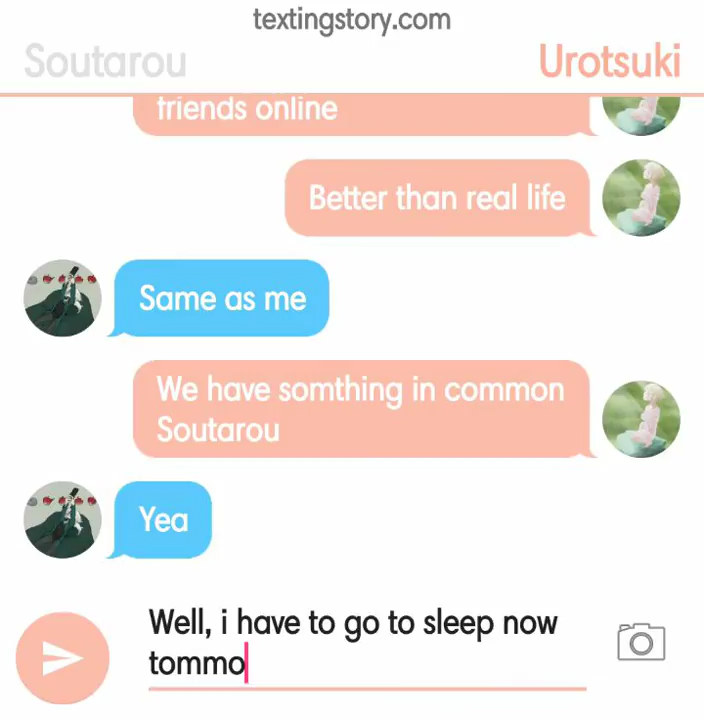 textingstory.com
Soutarou
Urotsuki
friends online
Better than real life
Same as me
We have somthing in common
Soutarou
Yea
Well, i have to go to sleep now
tommo